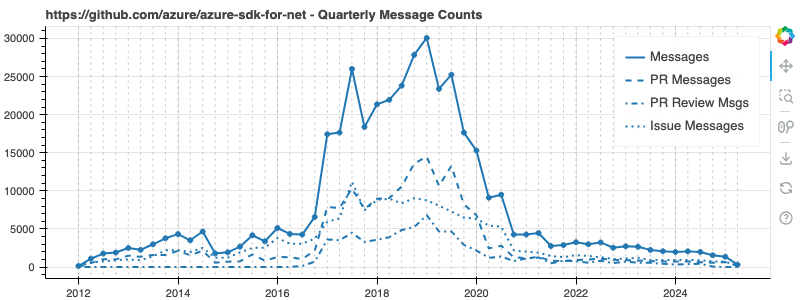 https://github.com/azure/azure-sdk-for-net - Quarterly Message Counts
30000
25000
20000
15000
10000
5000
0
Messages
PR Messages
PR Review Msgs
Issue Messages
2012
2014
2016
2018
2020
2022
2024